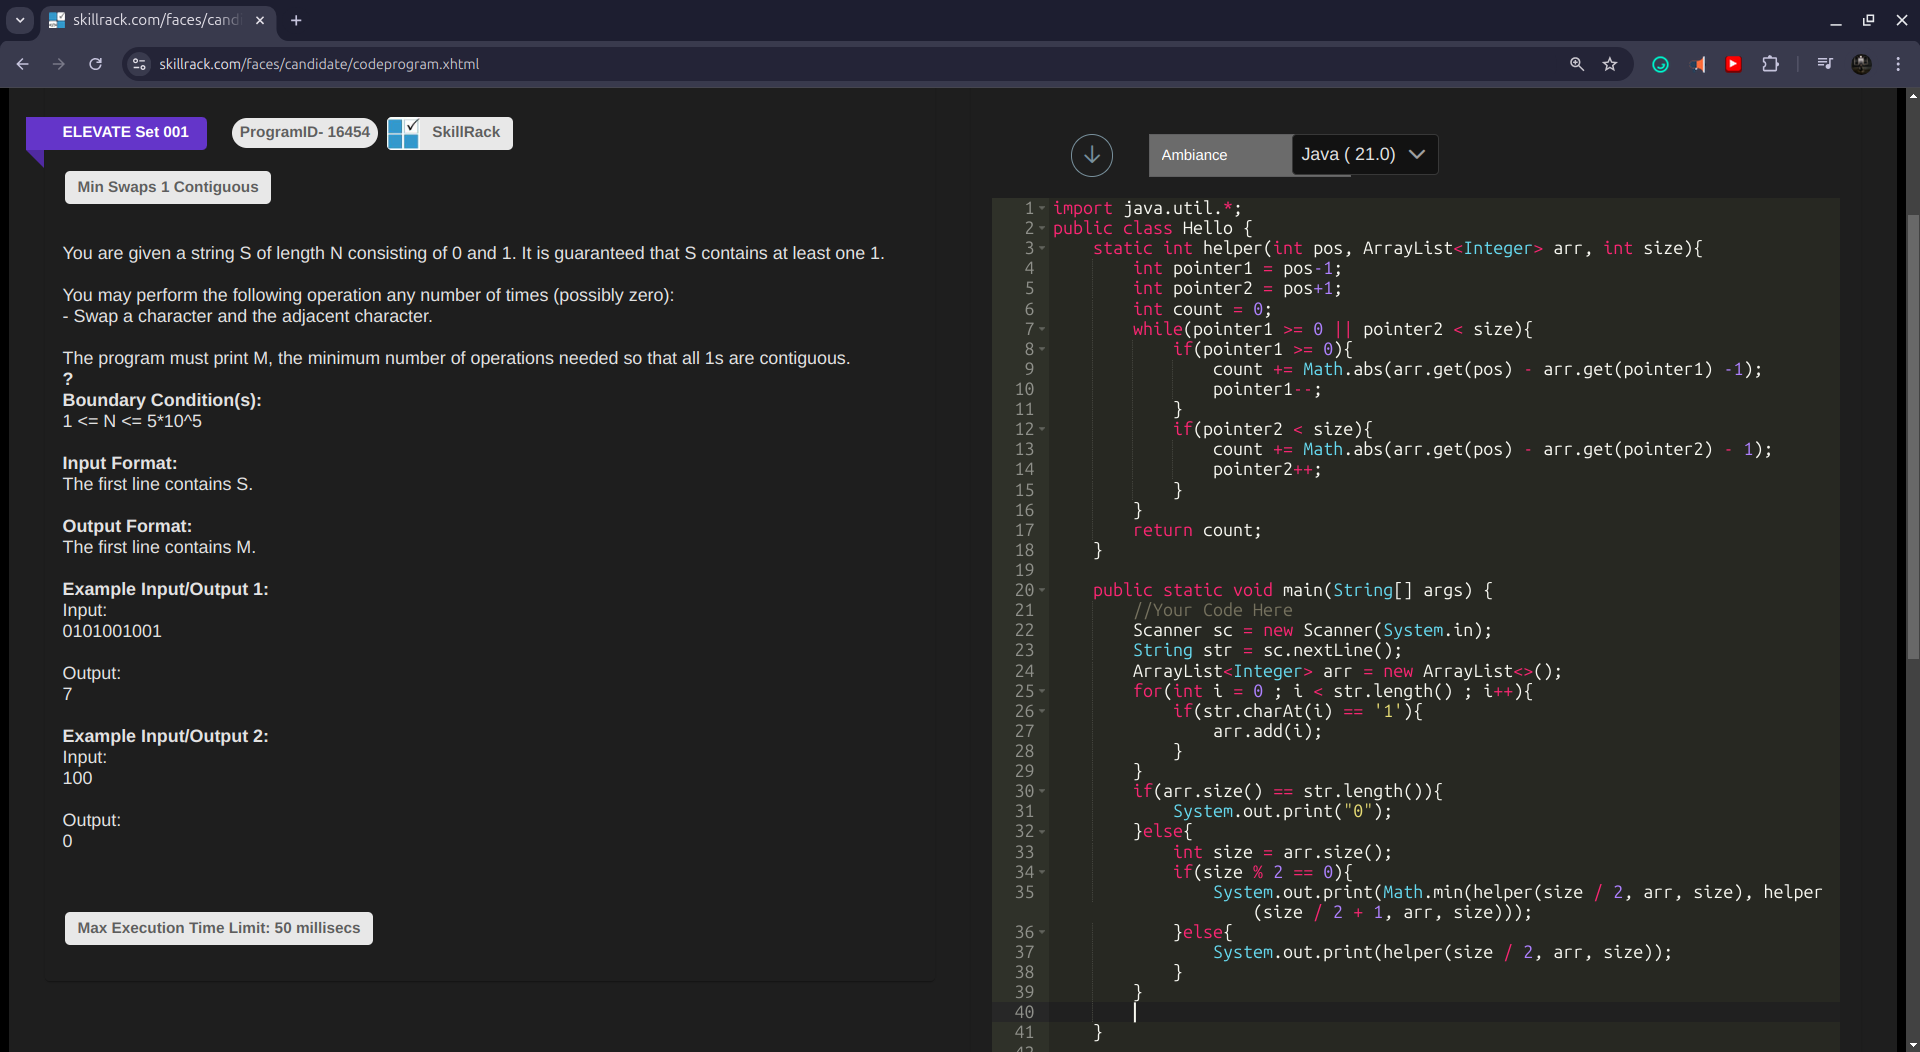 skillrack.com/faces/candi
skillrack.com/faces/candidate/codeprogram.xhtml
ELEVATE Set 001
ProgramID- 16454
SkillRack
Min Swaps 1 Contiguous
You are given a string S of length N consisting of 0 and 1. It is guaranteed that S contains at least one 1.
You may perform the following operation any number of times (possibly zero):
- Swap a character and the adjacent character.
The program must print M, the minimum number of operations needed so that all 1s are contiguous.
?
Boundary Condition(s):
1 <= N <= 5*10^5
Input Format:
The first line contains S.
Output Format:
The first line contains M.
Example Input/Output 1:
Input:
0101001001
Output:
7
Example Input/Output 2:
Input:
100
Output:
0
Max Execution Time Limit: 50 millisecs
Ambiance
Java ( 21.0)
1 import java.util.*;
2 public class Hello {
3 static int helper(int pos, ArrayList<Integer> arr, int size){
4 int pointer1 = pos-1;
5 int pointer2 = pos+1;
6 int count = 0;
7 while(pointer1 >= 0 || pointer2 < size){
8 if(pointer1 >= 0){
9 count += Math.abs(arr.get(pos) - arr.get(pointer1) -1);
10 pointer1--;
11 }
12 if(pointer2 < size){
13 count += Math.abs(arr.get(pos) - arr.get(pointer2) - 1);
14 pointer2++;
15 }
16 }
17 return count;
18 }
19
20 public static void main(String[] args) {
21 //Your Code Here
22 Scanner sc = new Scanner(System.in);
23 String str = sc.nextLine();
24 ArrayList<Integer> arr = new ArrayList<>();
25 for(int i = 0 ; i < str.length() ; i++){
26 if(str.charAt(i) == '1'){
27 arr.add(i);
28 }
29 }
30 if(arr.size() == str.length()){
31 System.out.print("0");
32 }else{
33 int size = arr.size();
34 if(size % 2 == 0){
35 System.out.print(Math.min(helper(size / 2, arr, size), helper
(size / 2 + 1, arr, size)));
36 }else{
37 System.out.print(helper(size / 2, arr, size));
38 }
39 }
40
41 }